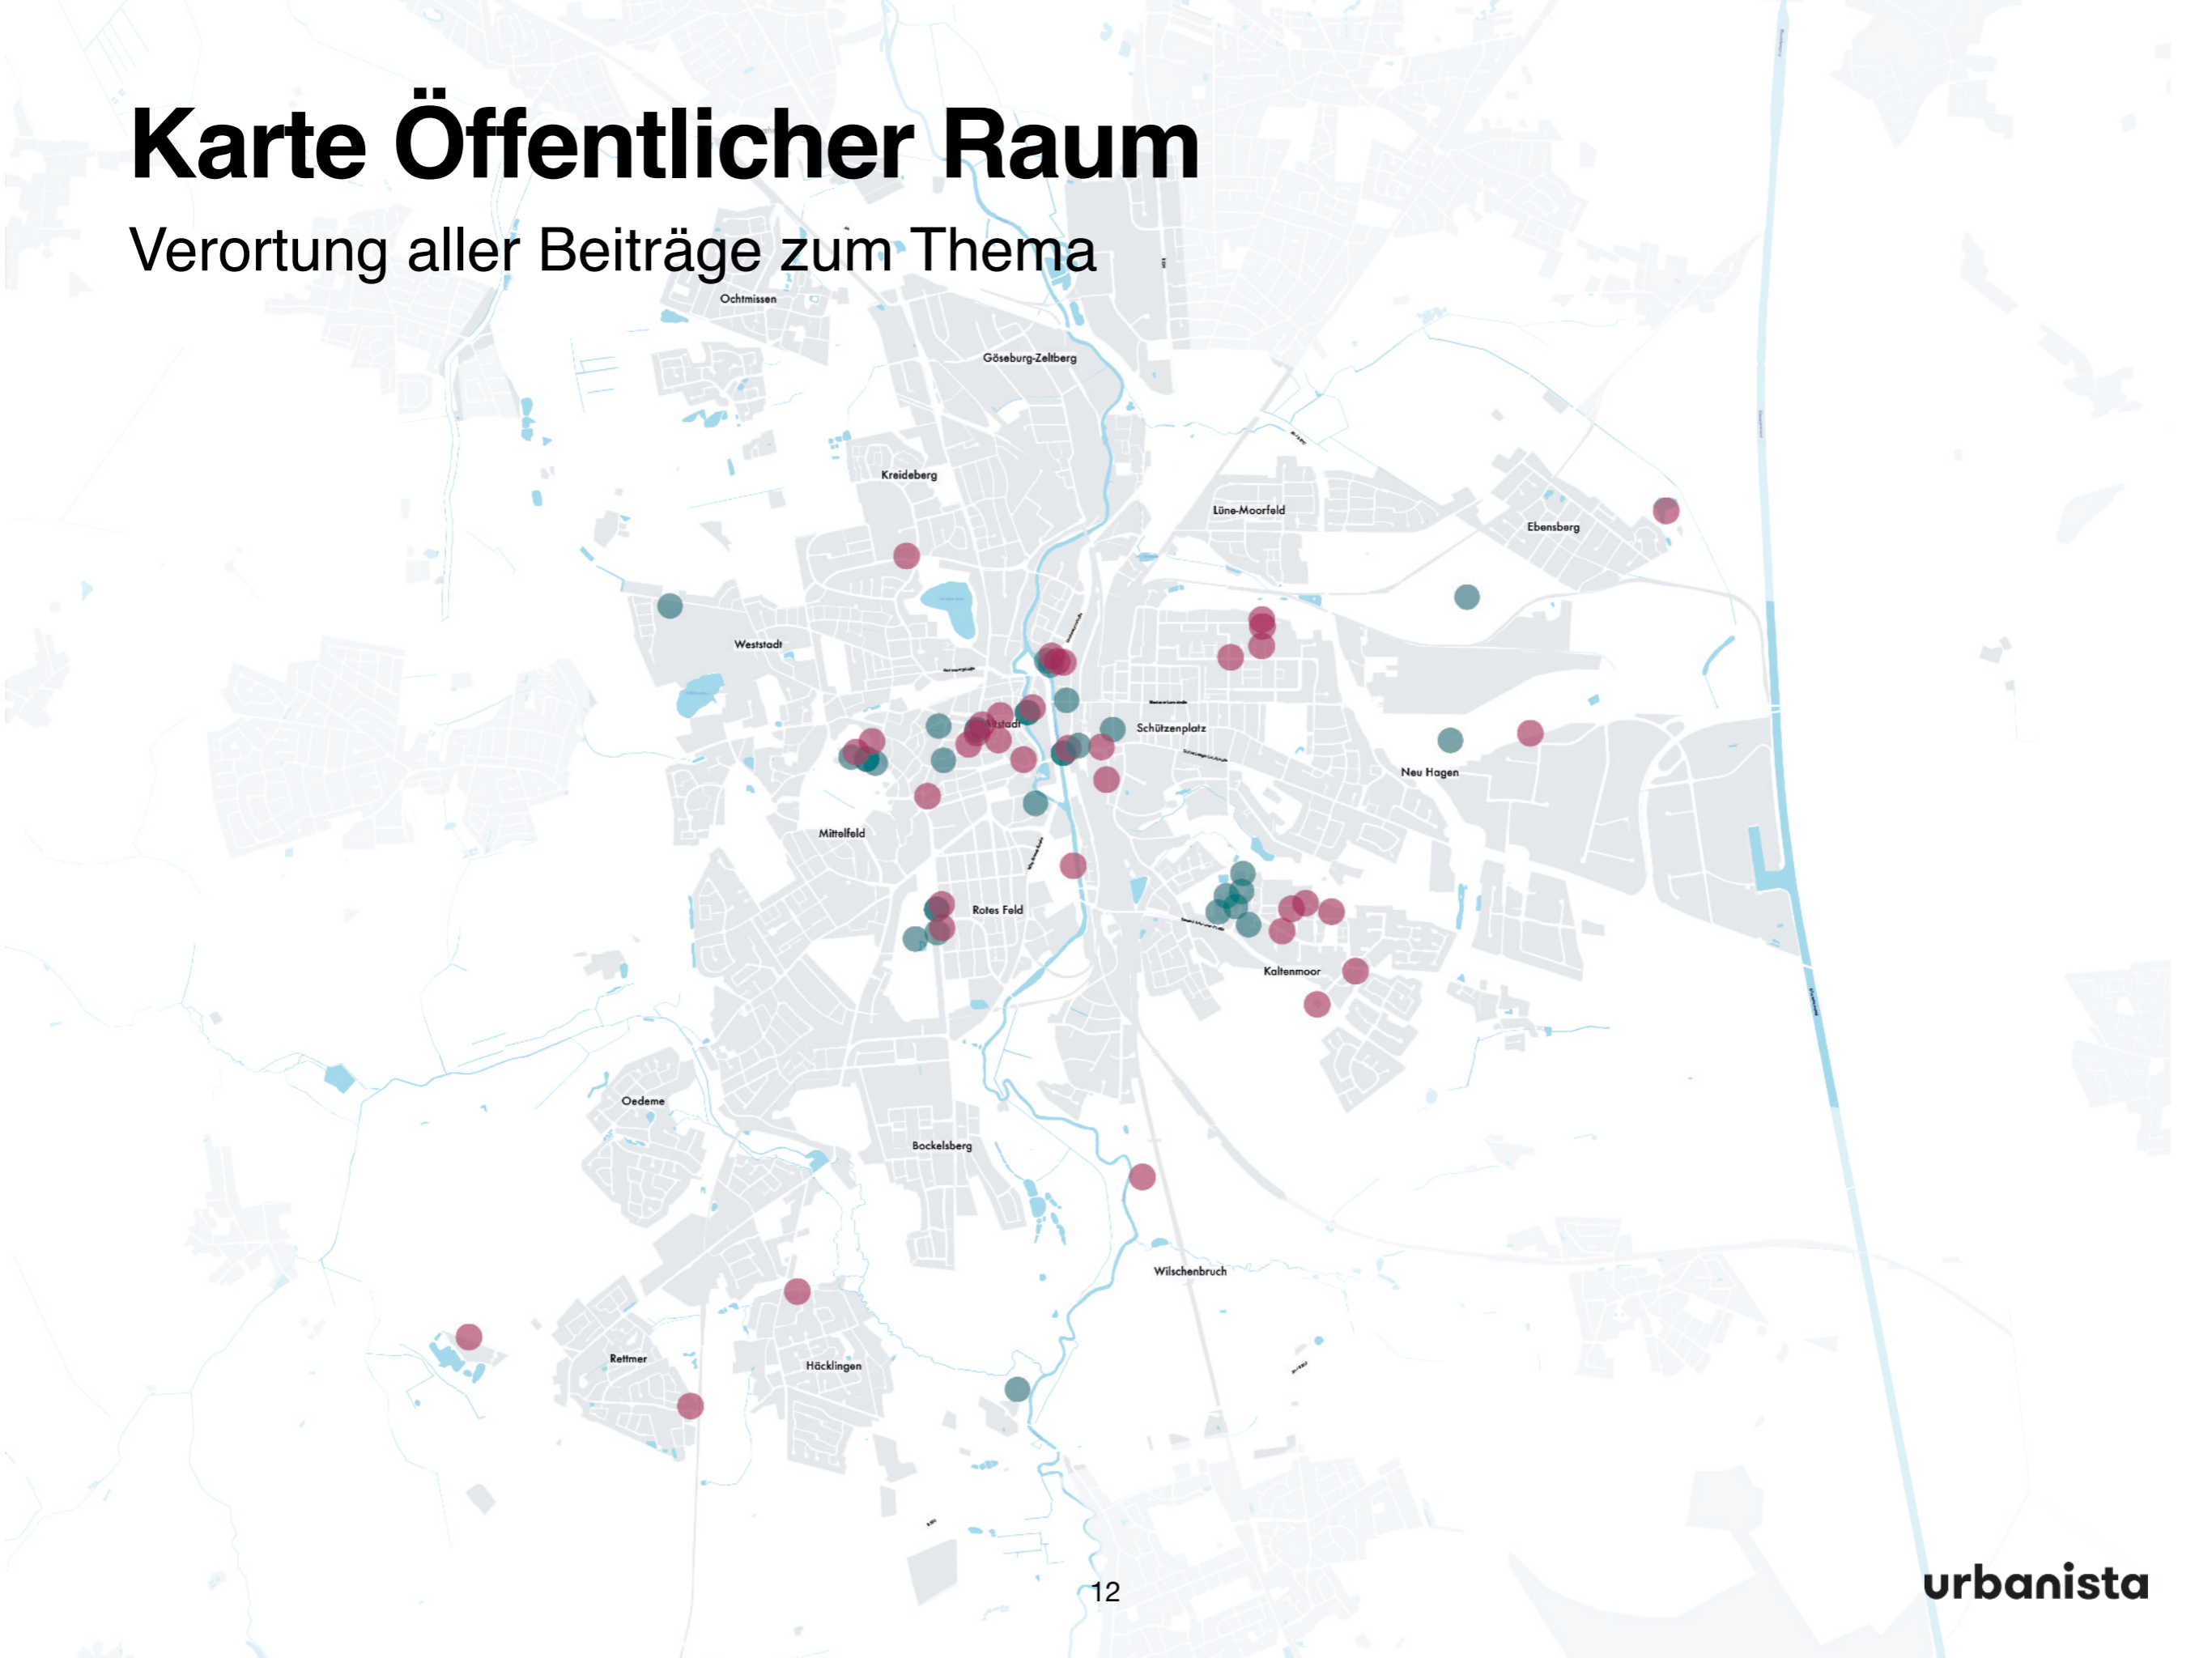 Karte Öffentlicher Raum
Verortung aller Beiträge zum Thema
Ochtmissen
Göseburg-Zeltberg
Kreideberg
Lüne-Moorfeld
Ebensberg
Weststadt
Altstadt
Schützenplatz
Neu Hagen
Mittelfeld
Rotes Feld
Kaltenmoor
Oedeme
Bockelsberg
Wilschenbruch
Rettmer
Häcklingen
12
urbanista